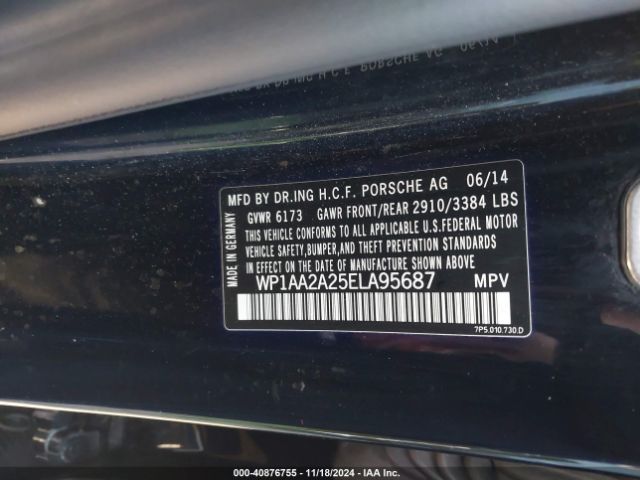 MFD BY DR.ING H.C.F. PORSCHE AG 06/14
GVWR 6173 GAWR FRONT/REAR 2910/3384 LBS
THIS VEHICLE CONFORMS TO ALL APPLICABLE U.S.FEDERAL MOTOR
VEHICLE SAFETY,BUMPER,AND THEFT PREVENTION STANDARDS
IN EFFECT ON THE DATE OF MANUFACTURE SHOWN ABOVE
MADE IN GERMANY
WP1AA2A25ELA95687 MPV
7P5.010.730.D
000-40876755 - 11/18/2024 - IAA Inc.